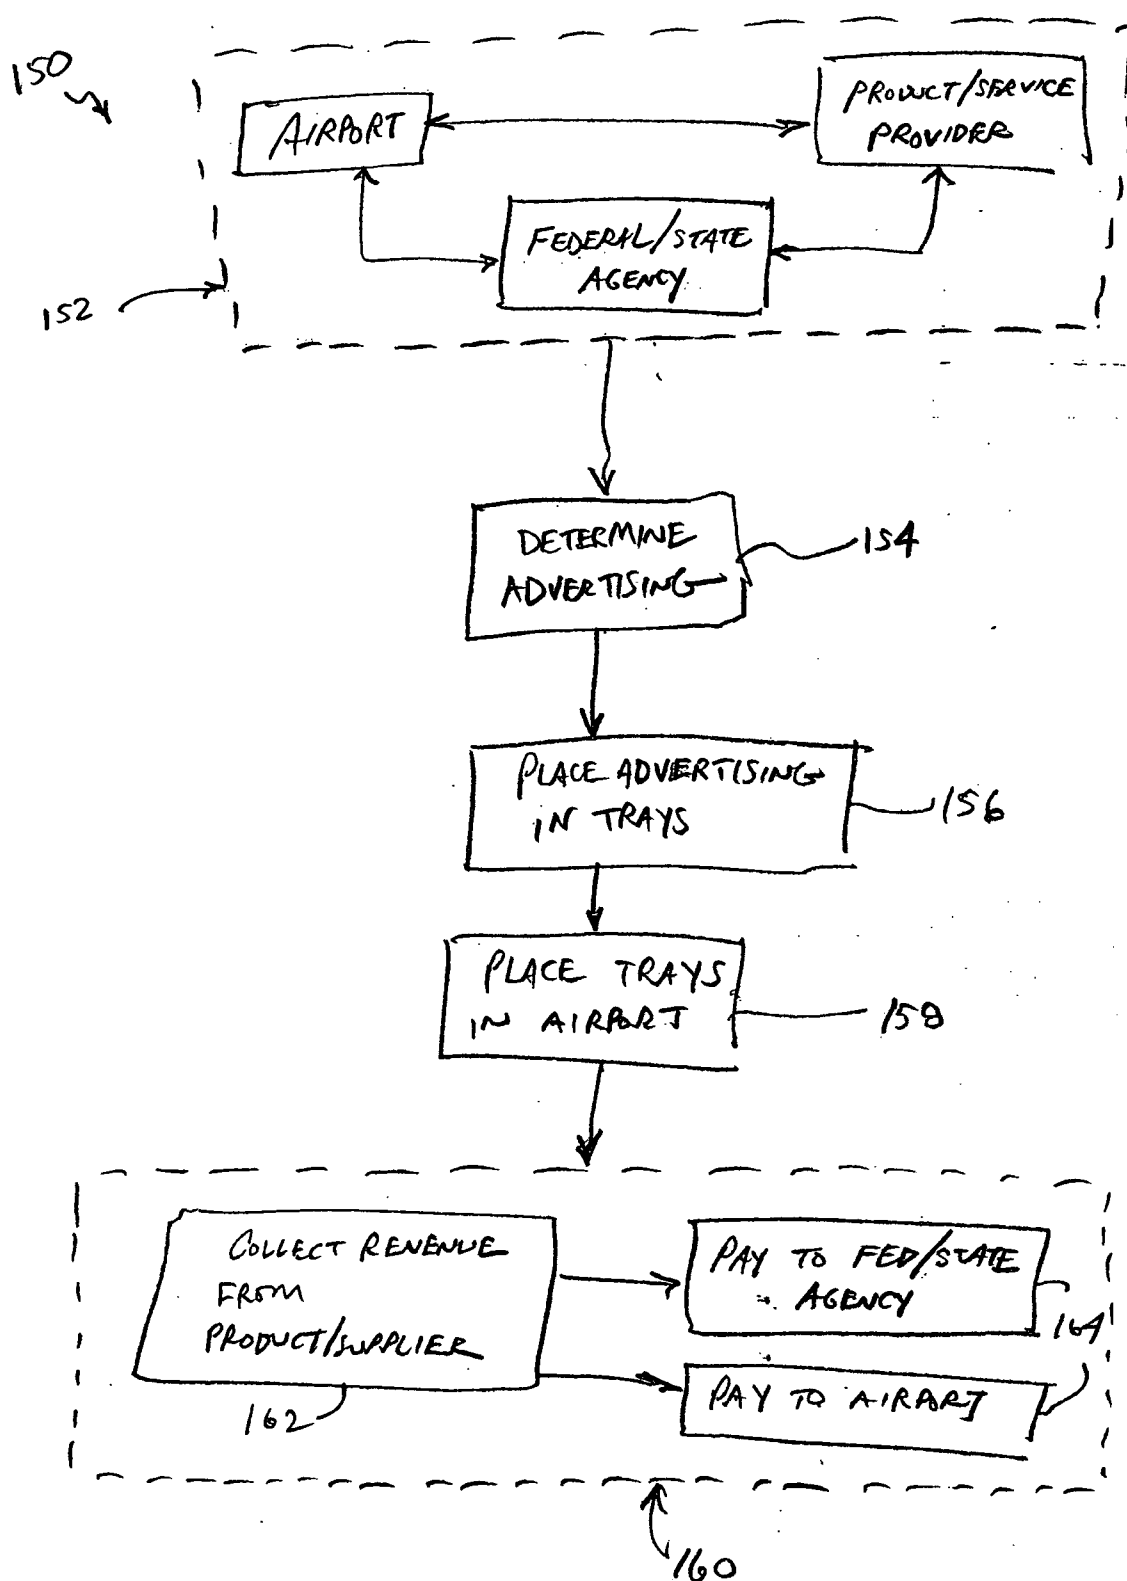 150
AIRPORT
PRODUCT/SERVICE
PROVIDER
FEDERAL/STATE
AGENCY
152
DETERMINE
ADVERTISING
154
PLACE ADVERTISING
IN TRAYS
156
PLACE TRAYS
IN AIRPORT
158
COLLECT REVENUE
FROM
PRODUCT/SUPPLIER
162
PAY TO FED/STATE
AGENCY
164
PAY TO AIRPORT
160